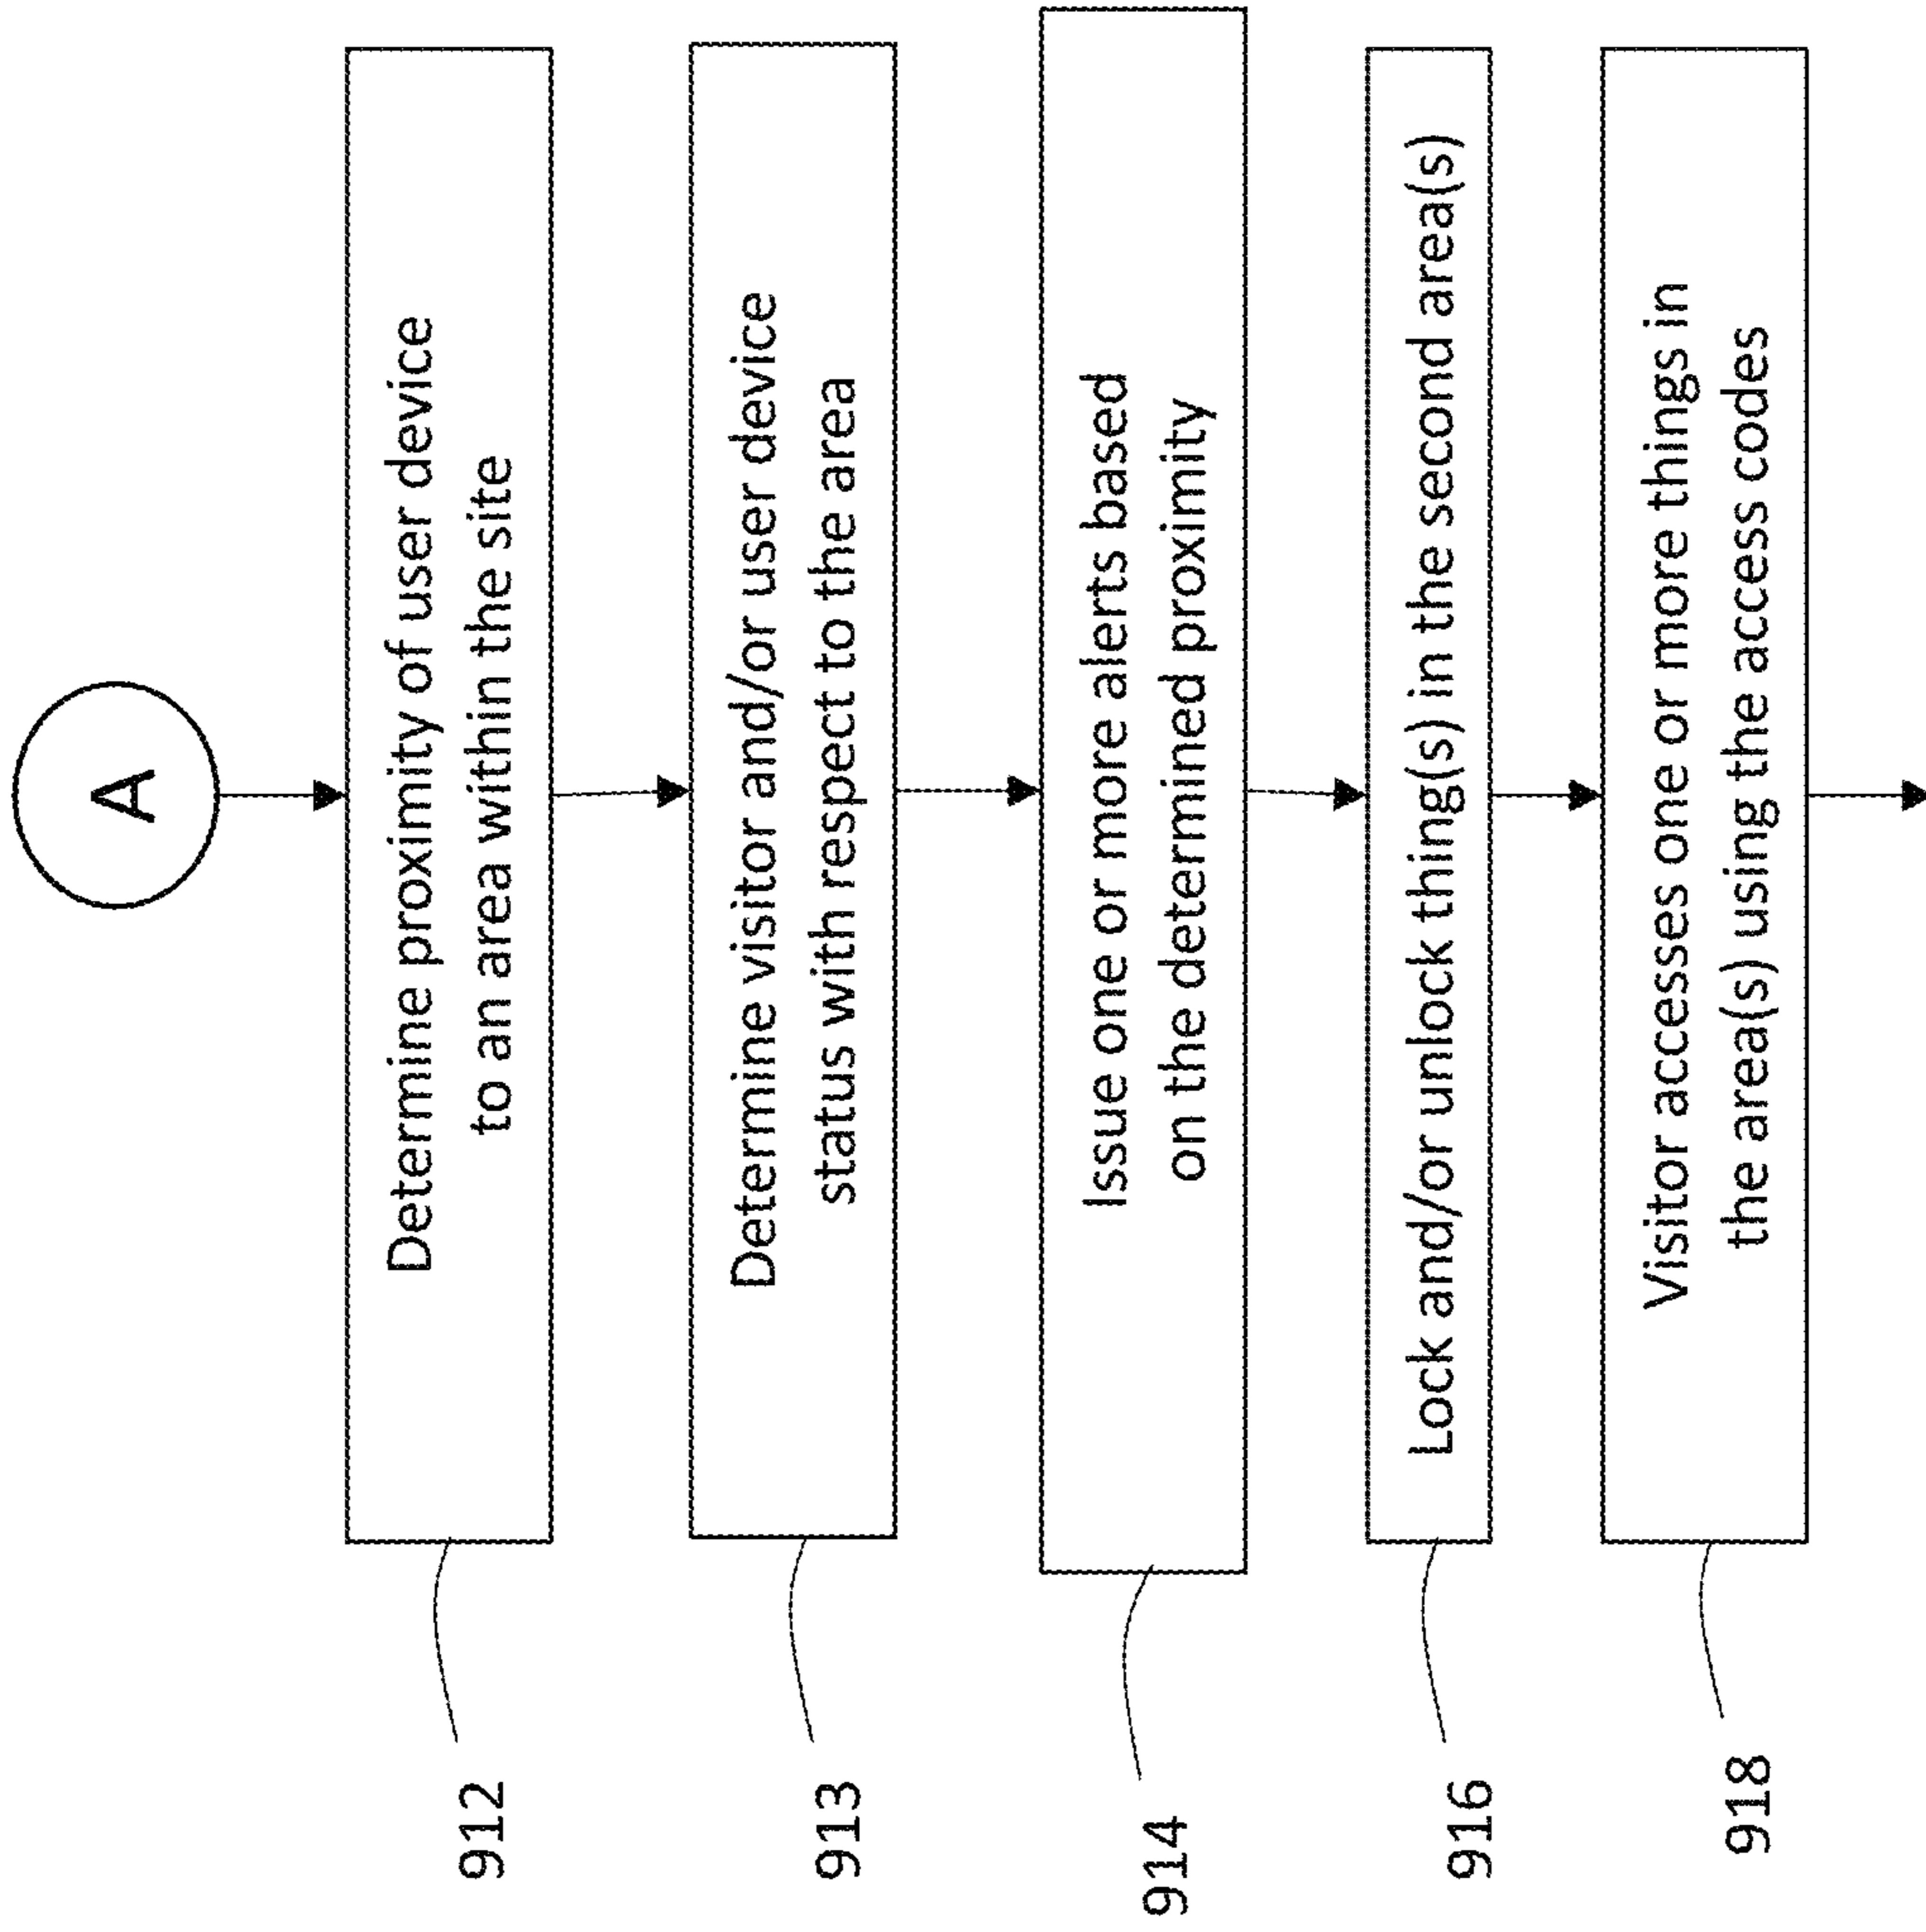 A
Determine proximity of user device
to an area within the site
912
Determine visitor and/or user device
status with respect to the area
913
Issue one or more alerts based
on the determined proximity
914
Lock and/or unlock thing(s) in the second area(s)
916
Visitor accesses one or more things in
the area(s) using the access codes
918